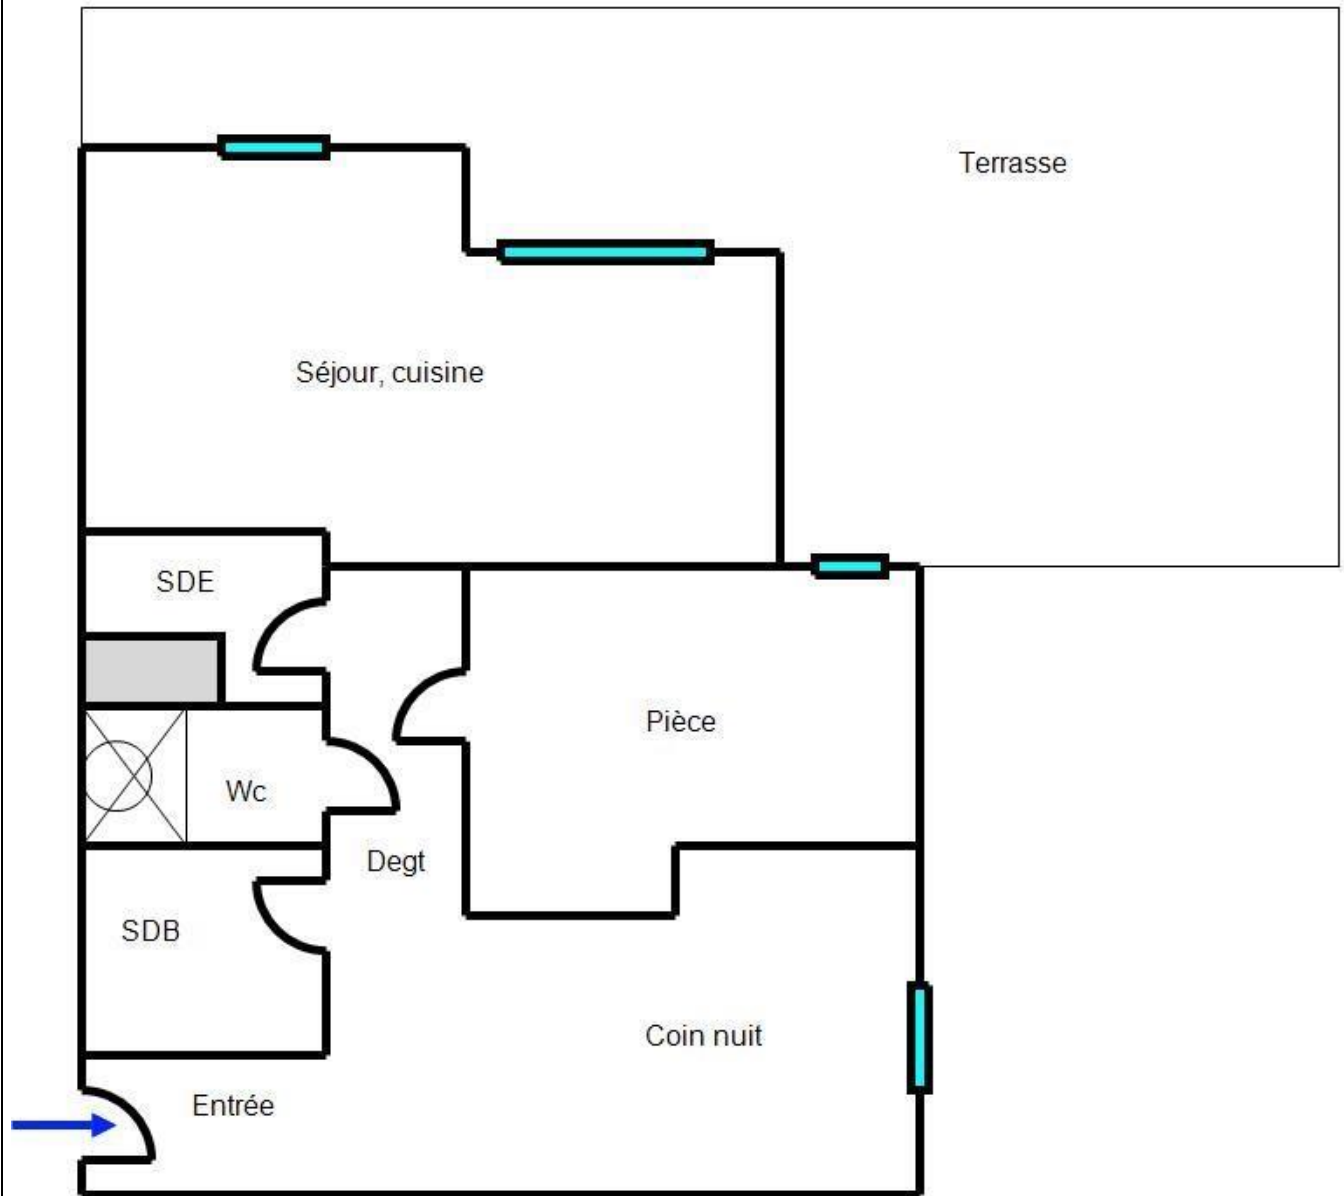 Terrasse
Séjour, cuisine
SDE
Pièce
Wc
Degt
SDB
Coin nuit
Entrée